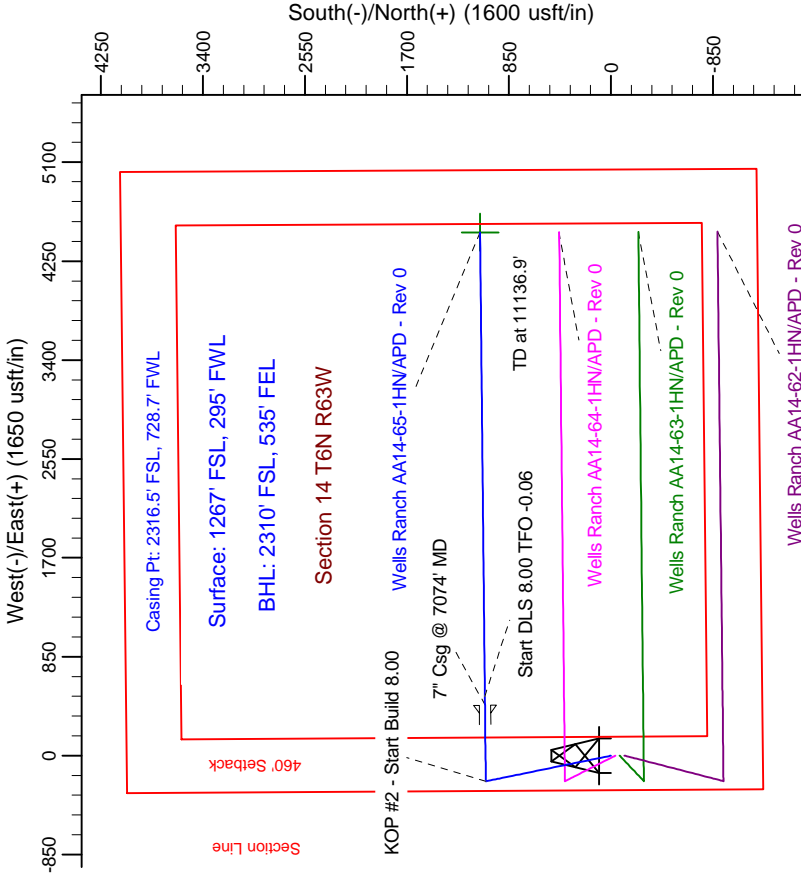 South(-)/North(+) (1600 usft/in)
4250
3400
2550
1700
850
0
-850
West(-)/East(+) (1650 usft/in)
5100
4250
3400
2550
1700
850
0
-850
Casing Pt: 2316.5' FSL, 728.7' FWL
Surface: 1267' FSL, 295' FWL
BHL: 2310' FSL, 535' FEL
Section 14 T6N R63W
Wells Ranch AA14-65-1HN/APD - Rev 0
7" Csg @ 7074' MD
Start DLS 8.00 TFO -0.06
TD at 11136.9'
Wells Ranch AA14-64-1HN/APD - Rev 0
Wells Ranch AA14-63-1HN/APD - Rev 0
Wells Ranch AA14-62-1HN/APD - Rev 0
KOP #2 - Start Build 8.00
460' Setback
Section Line